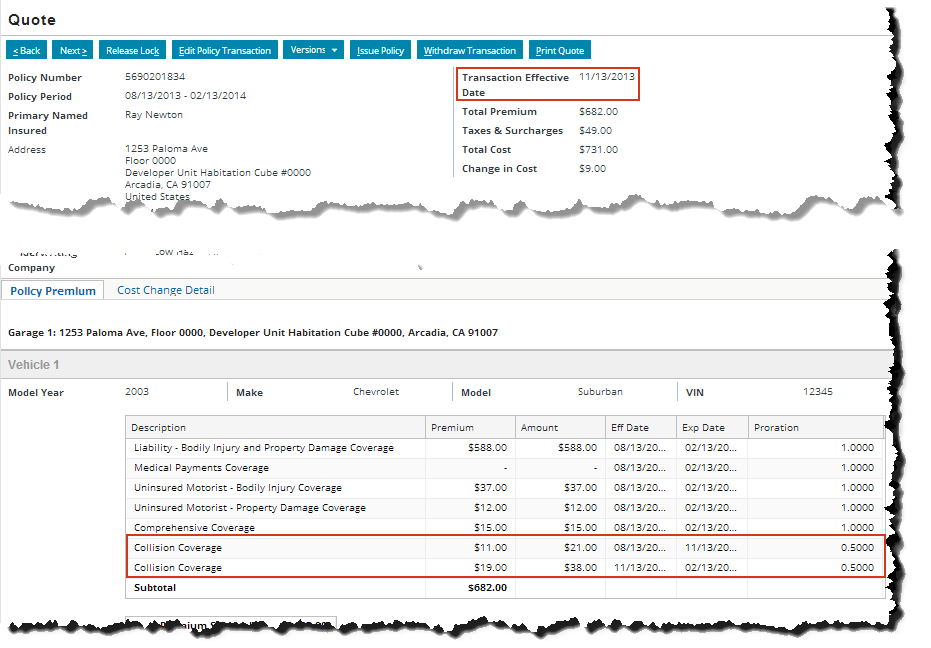 Quote
< Back Next > Release Lock Edit Policy Transaction Versions Issue Policy Withdraw Transaction Print Quote
Policy Number 5690201834
Policy Period 08/13/2013 - 02/13/2014
Primary Named Insured Ray Newton
Address 1253 Paloma Ave
Floor 0000
Developer Unit Habitation Cube #0000
Arcadia, CA 91007
United States
Transaction Effective Date 11/13/2013
Total Premium $682.00
Taxes & Surcharges $49.00
Total Cost $731.00
Change in Cost $9.00
Company
Policy Premium Cost Change Detail
Garage 1: 1253 Paloma Ave, Floor 0000, Developer Unit Habitation Cube #0000, Arcadia, CA 91007
Vehicle 1
Model Year 2003 Make Chevrolet Model Suburban VIN 12345
Description Premium Amount Eff Date Exp Date Proration
Liability - Bodily Injury and Property Damage Coverage $588.00 $588.00 08/13/20... 02/13/20... 1.0000
Medical Payments Coverage - - 08/13/20... 02/13/20... 1.0000
Uninsured Motorist - Bodily Injury Coverage $37.00 $37.00 08/13/20... 02/13/20... 1.0000
Uninsured Motorist - Property Damage Coverage $12.00 $12.00 08/13/20... 02/13/20... 1.0000
Comprehensive Coverage $15.00 $15.00 08/13/20... 02/13/20... 1.0000
Collision Coverage $11.00 $21.00 08/13/20... 11/13/20... 0.5000
Collision Coverage $19.00 $38.00 11/13/20... 02/13/20... 0.5000
Subtotal $682.00